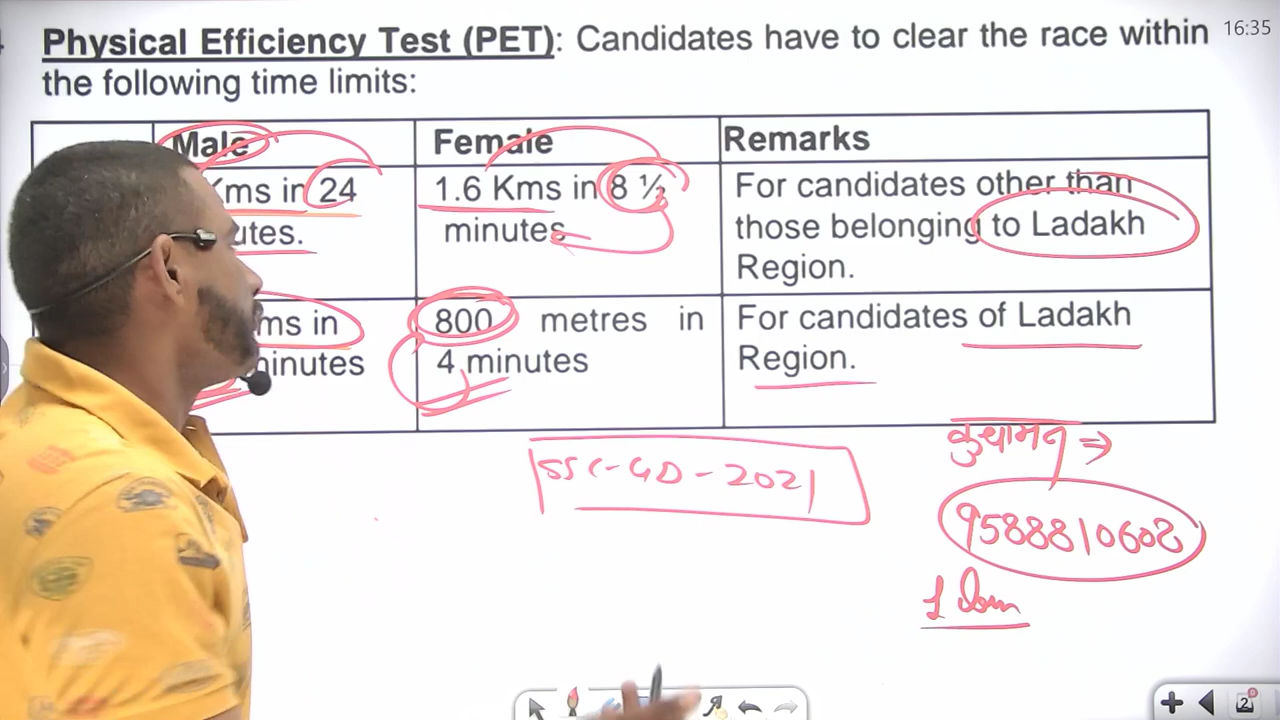 Physical Efficiency Test (PET): Candidates have to clear the race within
16:35
the following time limits:
Male
Female
Remarks
Kms in 24
utes.
1.6 Kms in 8 ½
minutes
For candidates other than
those belonging to Ladakh
Region.
ms in
minutes
800 metres in
4 minutes
For candidates of Ladakh
Region.
SSC-GD-2021
कुचामन ⇒
9588810602
2